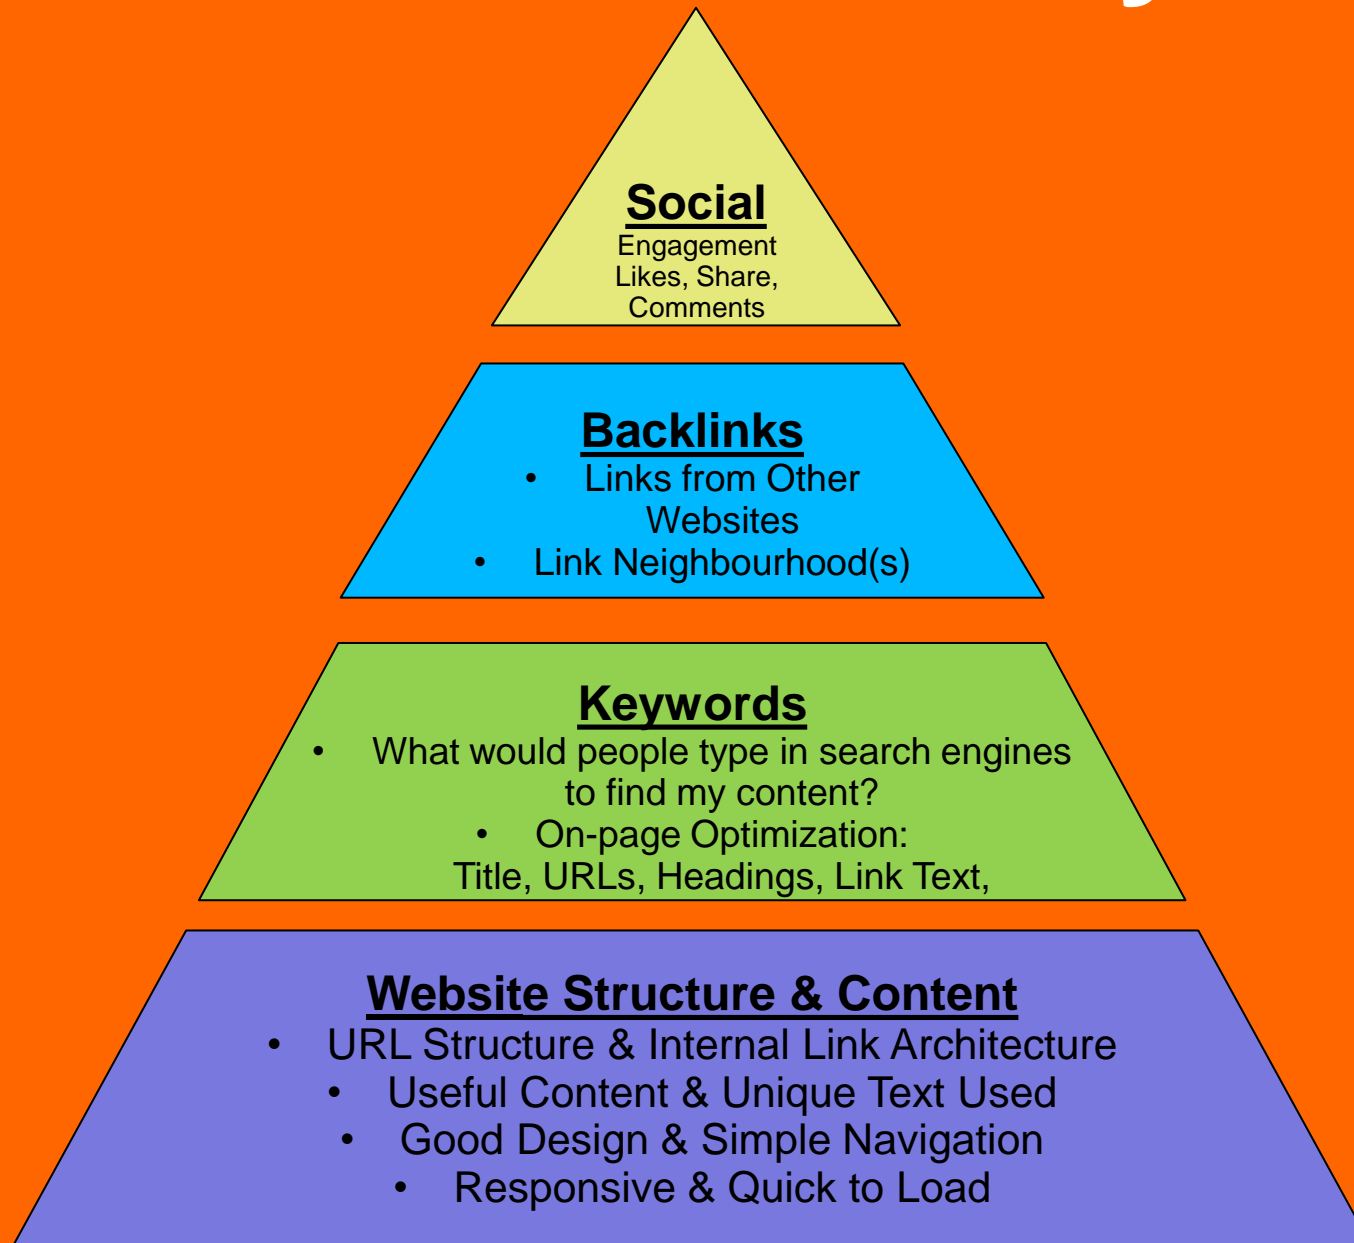 Social
Engagement
Likes, Share,
Comments
Backlinks
• Links from Other
Websites
• Link Neighbourhood(s)
Keywords
• What would people type in search engines
to find my content?
• On-page Optimization:
Title, URLs, Headings, Link Text,
Website Structure & Content
• URL Structure & Internal Link Architecture
• Useful Content & Unique Text Used
• Good Design & Simple Navigation
• Responsive & Quick to Load